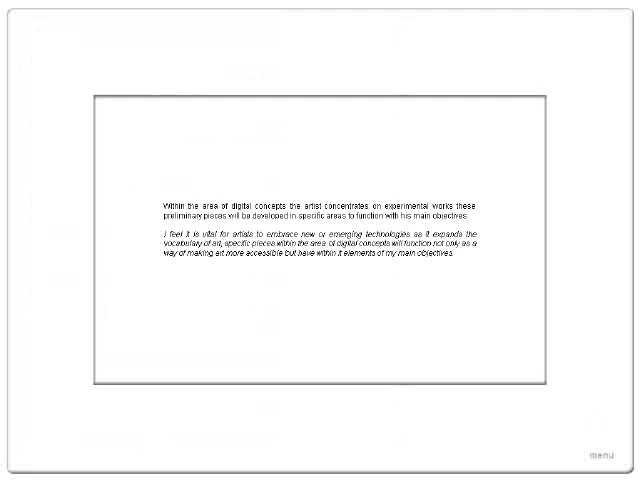 Within the area of digital concepts the artist concentrates on experimental works these
preliminary pieces will be developed in specific areas to function with his main objectives.
I feel it is vital for artists to embrace new or emerging technologies as it expands the
vocabulary of art, specific pieces within the area of digital concepts will function not only as a
way of making art more accessible but have within it elements of my main objectives.
menu